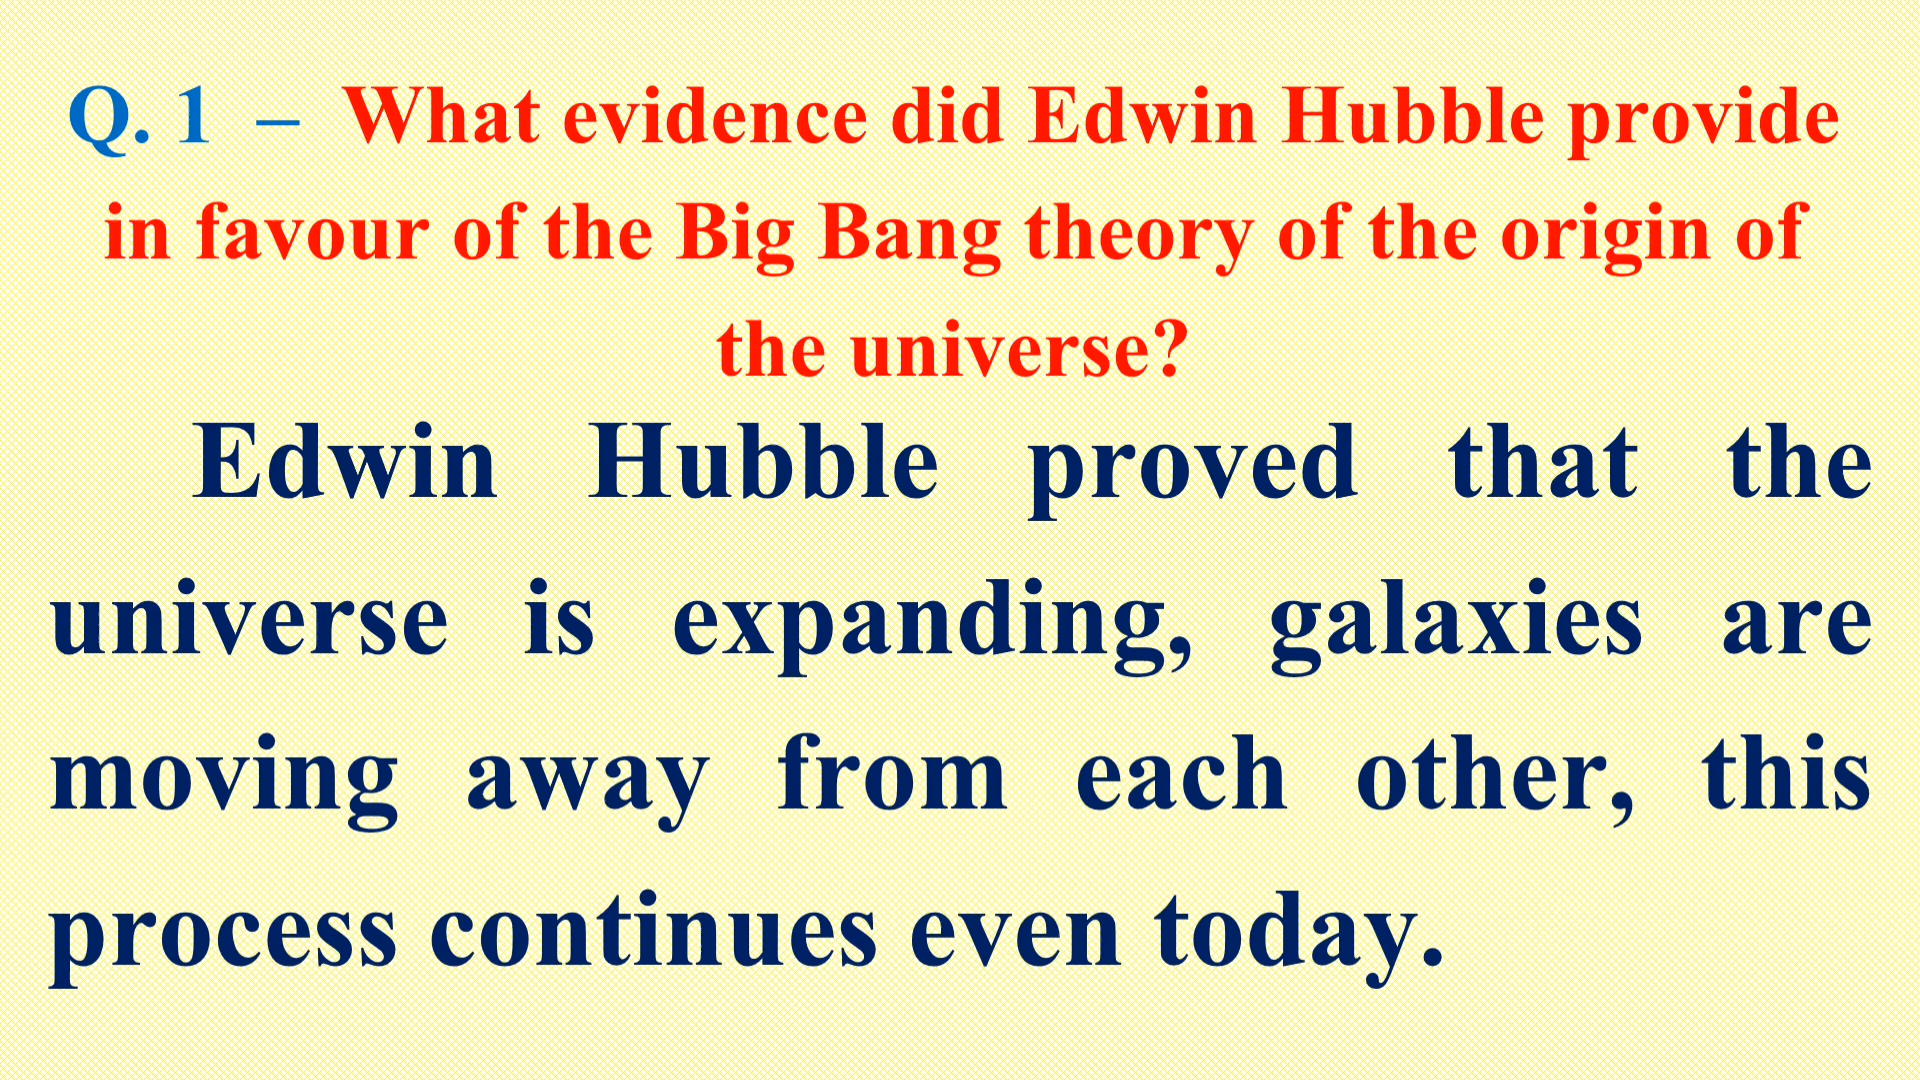 Q. 1 – What evidence did Edwin Hubble provide
in favour of the Big Bang theory of the origin of
the universe?
Edwin Hubble proved that the
universe is expanding, galaxies are
moving away from each other, this
process continues even today.